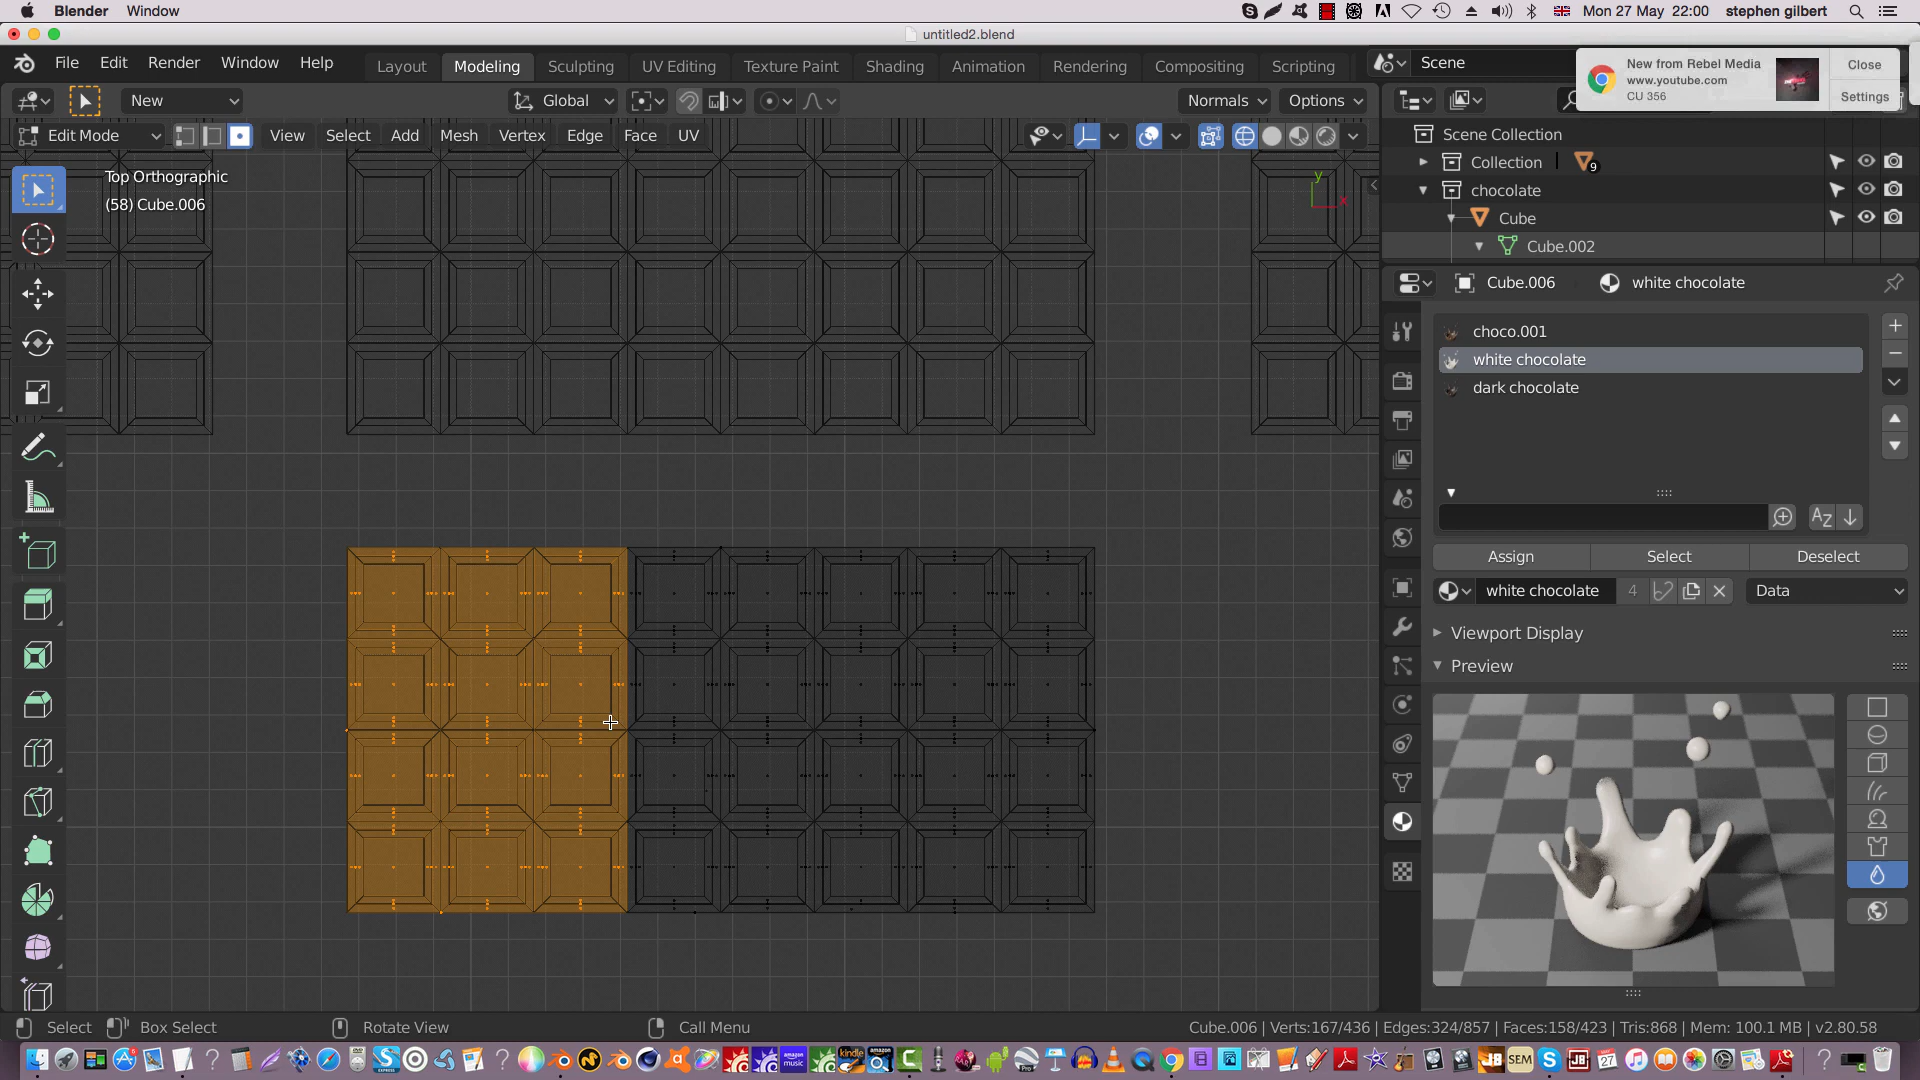 Blender Window
Mon 27 May 22:00 stephen gilbert
untitled2.blend
File Edit Render Window Help
Layout Modeling Sculpting UV Editing Texture Paint Shading Animation Rendering Compositing Scripting
Scene
New from Rebel Media
www.youtube.com
CU 356
Close
Settings
New
Global
Normals
Options
Edit Mode
View Select Add Mesh Vertex Edge Face UV
Top Orthographic
(58) Cube.006
y
x
Scene Collection
Collection 9
chocolate
Cube
Cube.002
Cube.006 white chocolate
choco.001
white chocolate
dark chocolate
Assign Select Deselect
white chocolate 4 Data
Viewport Display
Preview
Select Box Select Rotate View Call Menu
Cube.006 | Verts:167/436 | Edges:324/857 | Faces:158/423 | Tris:868 | Mem: 100.1 MB | v2.80.58